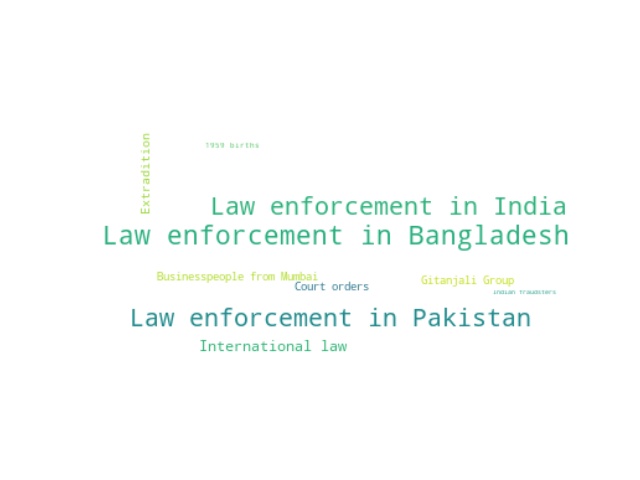 Extradition
1959 births
Law enforcement in India
Law enforcement in Bangladesh
Businesspeople from Mumbai
Gitanjali Group
Court orders
Indian fraudsters
Law enforcement in Pakistan
International law